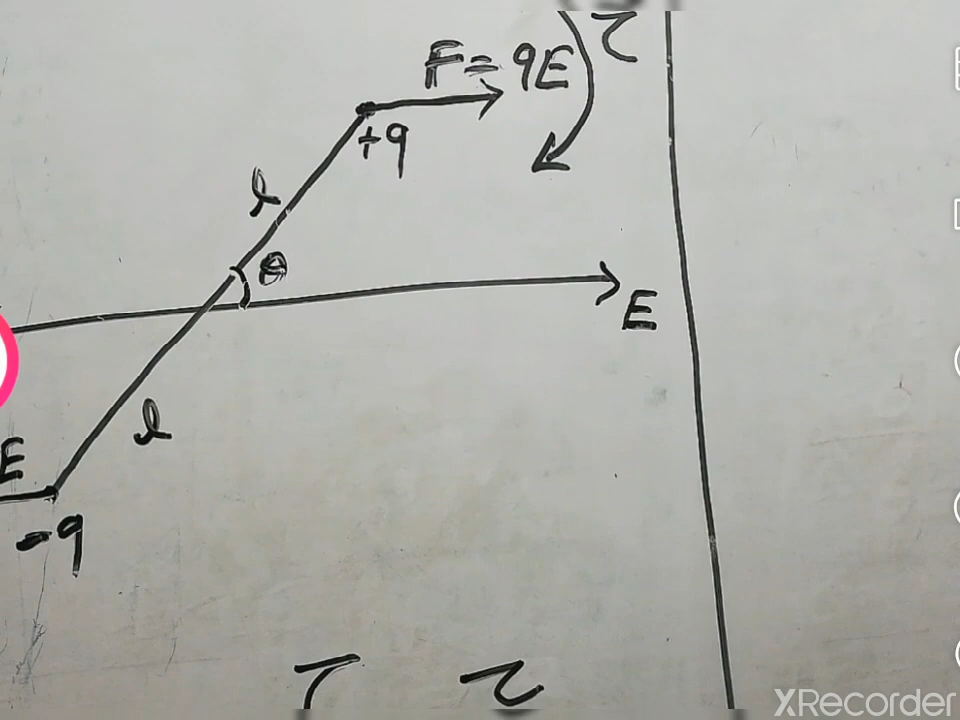 F = qE
τ
+q
l
θ
E
l
E
-q
τ τ
XRecorder